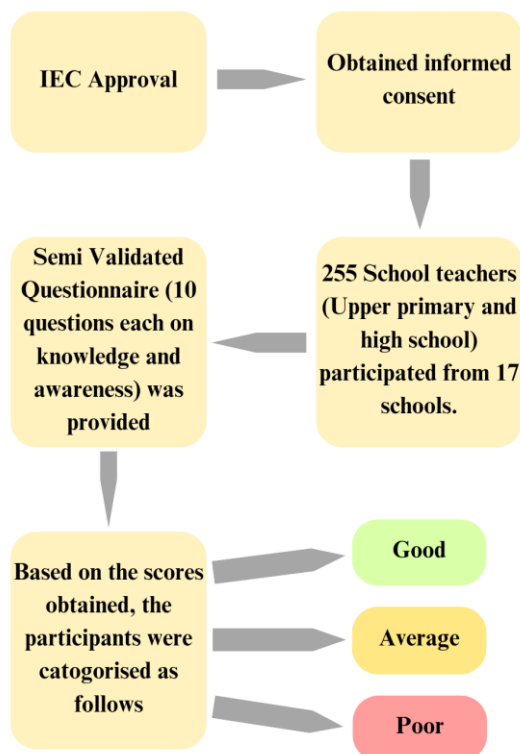 IEC Approval
Obtained informed
consent
255 School teachers
(Upper primary and
high school)
participated from 17
schools.
Semi Validated
Questionnaire (10
questions each on
knowledge and
awareness) was
provided
Based on the scores
obtained, the
participants were
catogorised as
follows
Good
Average
Poor